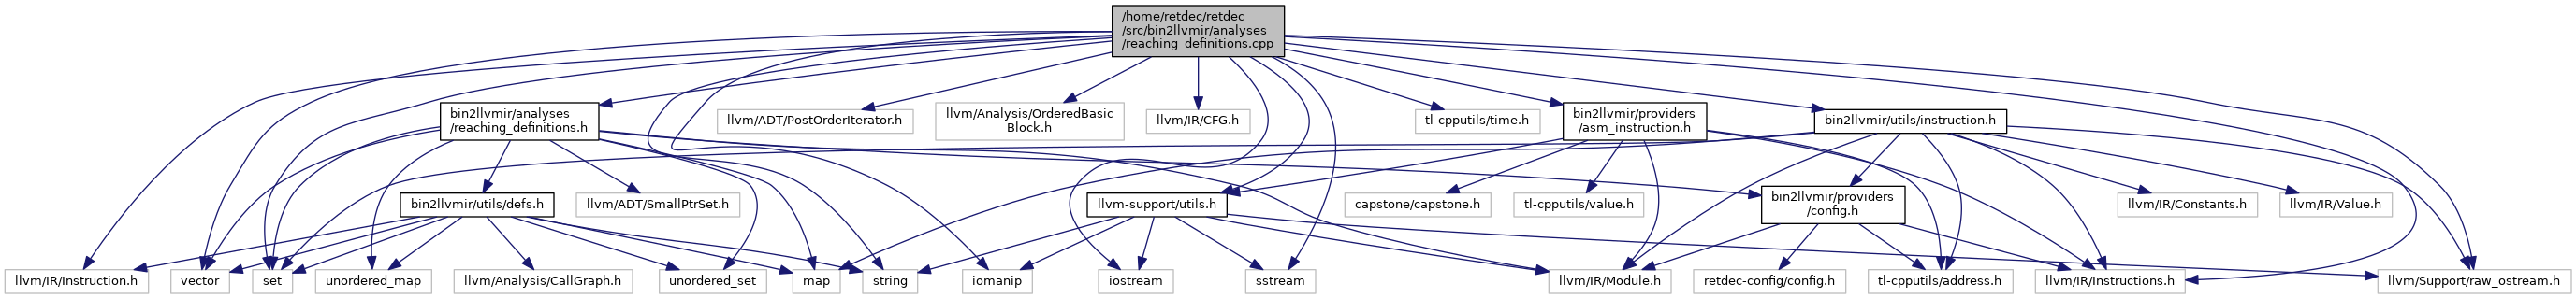 /home/retdec/retdec
/src/bin2llvmir/analyses
/reaching_definitions.cpp
bin2llvmir/analyses
/reaching_definitions.h
llvm/ADT/PostOrderIterator.h
llvm/Analysis/OrderedBasic
Block.h
llvm/IR/CFG.h
tl-cpputils/time.h
bin2llvmir/providers
/asm_instruction.h
bin2llvmir/utils/instruction.h
bin2llvmir/utils/defs.h
llvm/ADT/SmallPtrSet.h
llvm-support/utils.h
capstone/capstone.h
tl-cpputils/value.h
bin2llvmir/providers
/config.h
llvm/IR/Constants.h
llvm/IR/Value.h
llvm/IR/Instruction.h
vector
set
unordered_map
llvm/Analysis/CallGraph.h
unordered_set
map
string
iomanip
iostream
sstream
llvm/IR/Module.h
retdec-config/config.h
tl-cpputils/address.h
llvm/IR/Instructions.h
llvm/Support/raw_ostream.h